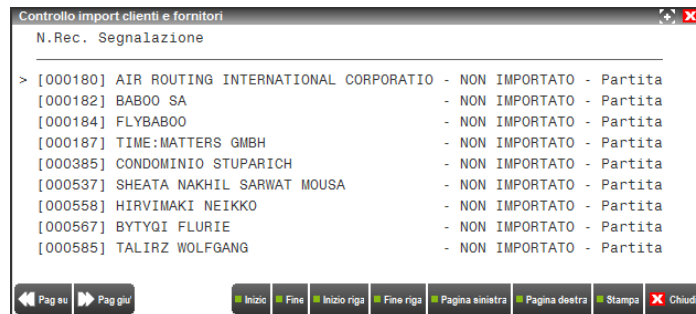 Controllo import clienti e fornitori
N.Rec. Segnalazione
> [000180] AIR ROUTING INTERNATIONAL CORPORATIO - NON IMPORTATO - Partita
[000182] BABOO SA - NON IMPORTATO - Partita
[000184] FLYBABOO - NON IMPORTATO - Partita
[000187] TIME:MATTERS GMBH - NON IMPORTATO - Partita
[000385] CONDOMINIO STUPARICH - NON IMPORTATO - Partita
[000537] SHEATA NAKHIL SARWAT MOUSA - NON IMPORTATO - Partita
[000558] HIRVIMAKI NEIKKO - NON IMPORTATO - Partita
[000567] BYTYQI FLURIE - NON IMPORTATO - Partita
[000585] TALIRZ WOLFGANG - NON IMPORTATO - Partita
Pag su Pag giu' Inizio Fine Inizio riga Fine riga Pagina sinistra Pagina destra Stampa Chiudi